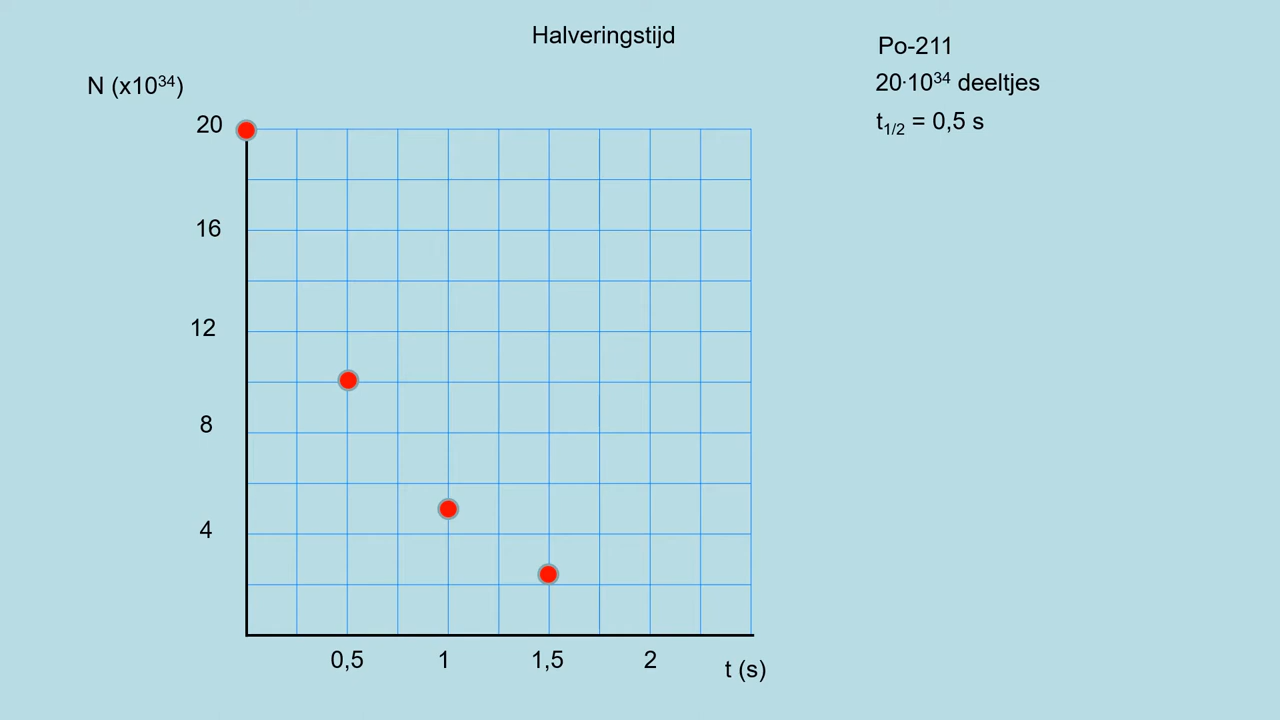 Halveringstijd
Po-211
20·10³⁴ deeltjes
t₁/₂ = 0,5 s
N (x10³⁴)
20
16
12
8
4
0,5 1 1,5 2
t (s)